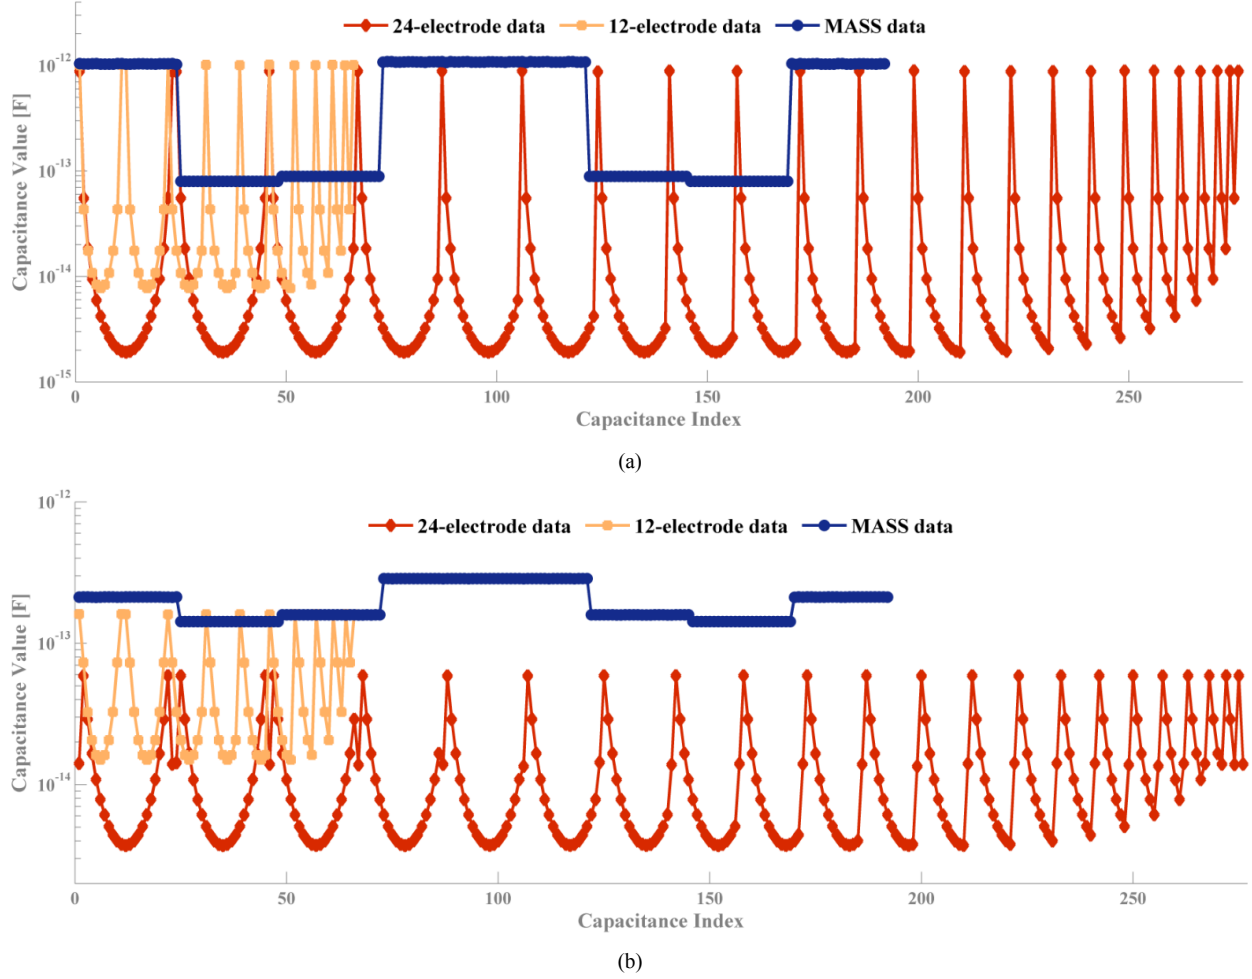 24-electrode data 12-electrode data MASS data
Capacitance Value [F]
10-12
10-13
10-14
10-15
0 50 100 150 200 250
Capacitance Index
(a)
24-electrode data 12-electrode data MASS data
Capacitance Value [F]
10-12
10-13
10-14
0 50 100 150 200 250
Capacitance Index
(b)